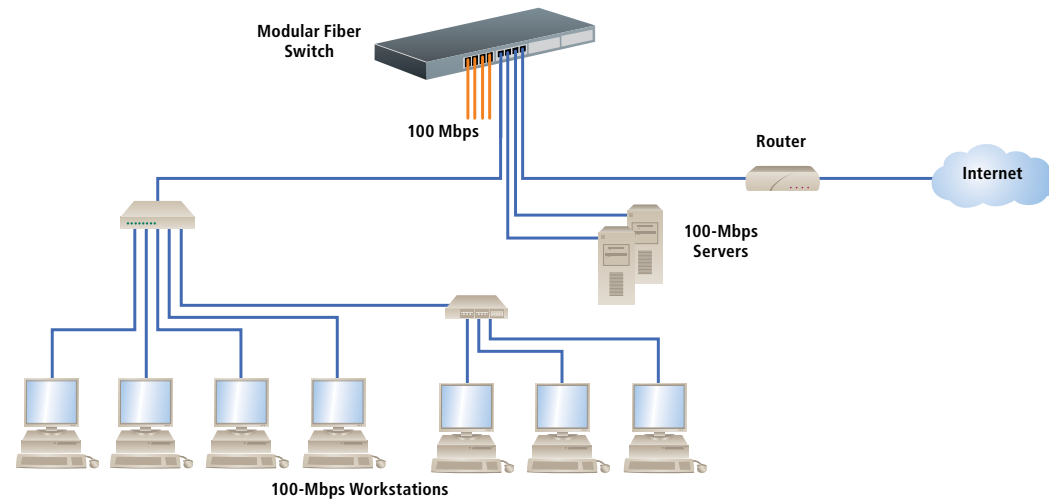 Modular Fiber
Switch
100 Mbps
Router
Internet
100-Mbps
Servers
100-Mbps Workstations